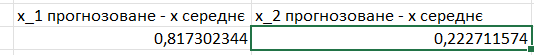 x_1 прогнозоване - x середнє x_2 прогнозоване - x середнє
0,817302344 0,222711574